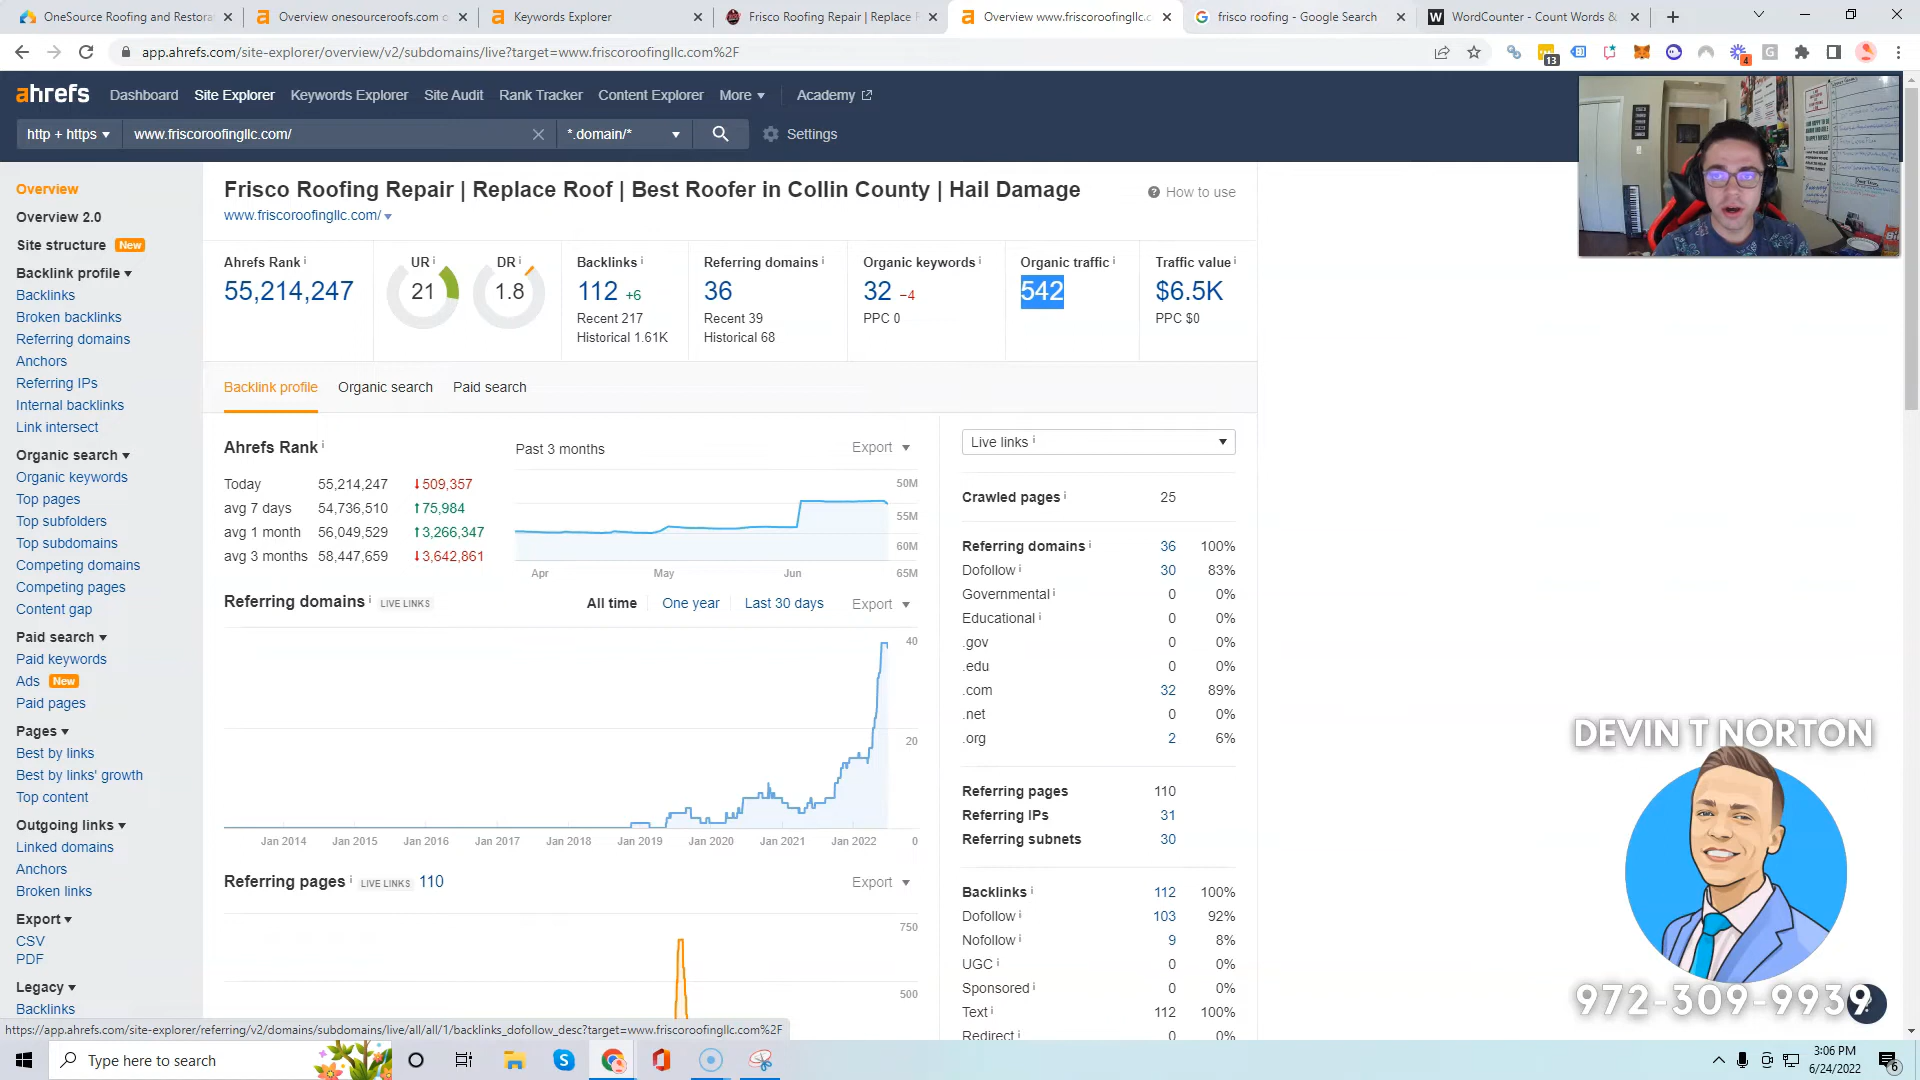 OneSource Roofing and Restora
Overview onesourceroofs.com o
Keywords Explorer
Frisco Roofing Repair | Replace F
Overview www.friscoroofingllc.c
frisco roofing - Google Search
WordCounter - Count Words &
app.ahrefs.com/site-explorer/overview/v2/subdomains/live?target=www.friscoroofingllc.com%2F
13
4
ahrefs Dashboard Site Explorer Keywords Explorer Site Audit Rank Tracker Content Explorer More Academy
http + https www.friscoroofingllc.com/ *.domain/* Settings
Overview
Overview 2.0
Site structure New
Backlink profile
Backlinks
Broken backlinks
Referring domains
Anchors
Referring IPs
Internal backlinks
Link intersect
Organic search
Organic keywords
Top pages
Top subfolders
Top subdomains
Competing domains
Competing pages
Content gap
Paid search
Paid keywords
Ads New
Paid pages
Pages
Best by links
Best by links' growth
Top content
Outgoing links
Linked domains
Anchors
Broken links
Export
CSV
PDF
Legacy
Backlinks
Frisco Roofing Repair | Replace Roof | Best Roofer in Collin County | Hail Damage
How to use
www.friscoroofingllc.com/
Ahrefs Rank
55,214,247
UR
21
DR
1.8
Backlinks
112 +6
Recent 217
Historical 1.61K
Referring domains
36
Recent 39
Historical 68
Organic keywords
32 −4
PPC 0
Organic traffic
542
Traffic value
$6.5K
PPC $0
Backlink profile Organic search Paid search
Ahrefs Rank
Past 3 months
Export
Today 55,214,247 ↓509,357
avg 7 days 54,736,510 ↑75,984
avg 1 month 56,049,529 ↑3,266,347
avg 3 months 58,447,659 ↓3,642,861
50M
55M
60M
65M
Apr May Jun
Referring domains LIVE LINKS
All time One year Last 30 days Export
40
20
0
Jan 2014 Jan 2015 Jan 2016 Jan 2017 Jan 2018 Jan 2019 Jan 2020 Jan 2021 Jan 2022
Referring pages LIVE LINKS 110
Export
750
500
Live links
Crawled pages 25
Referring domains 36 100%
Dofollow 30 83%
Governmental 0 0%
Educational 0 0%
.gov 0 0%
.edu 0 0%
.com 32 89%
.net 0 0%
.org 2 6%
Referring pages 110
Referring IPs 31
Referring subnets 30
Backlinks 112 100%
Dofollow 103 92%
Nofollow 9 8%
UGC 0 0%
Sponsored 0 0%
Text 112 100%
Redirect 0 0%
DEVIN T NORTON
972-309-9939
https://app.ahrefs.com/site-explorer/referring/v2/domains/subdomains/live/all/all/1/backlinks_dofollow_desc?target=www.friscoroofingllc.com%2F
Type here to search
3:06 PM
6/24/2022
6